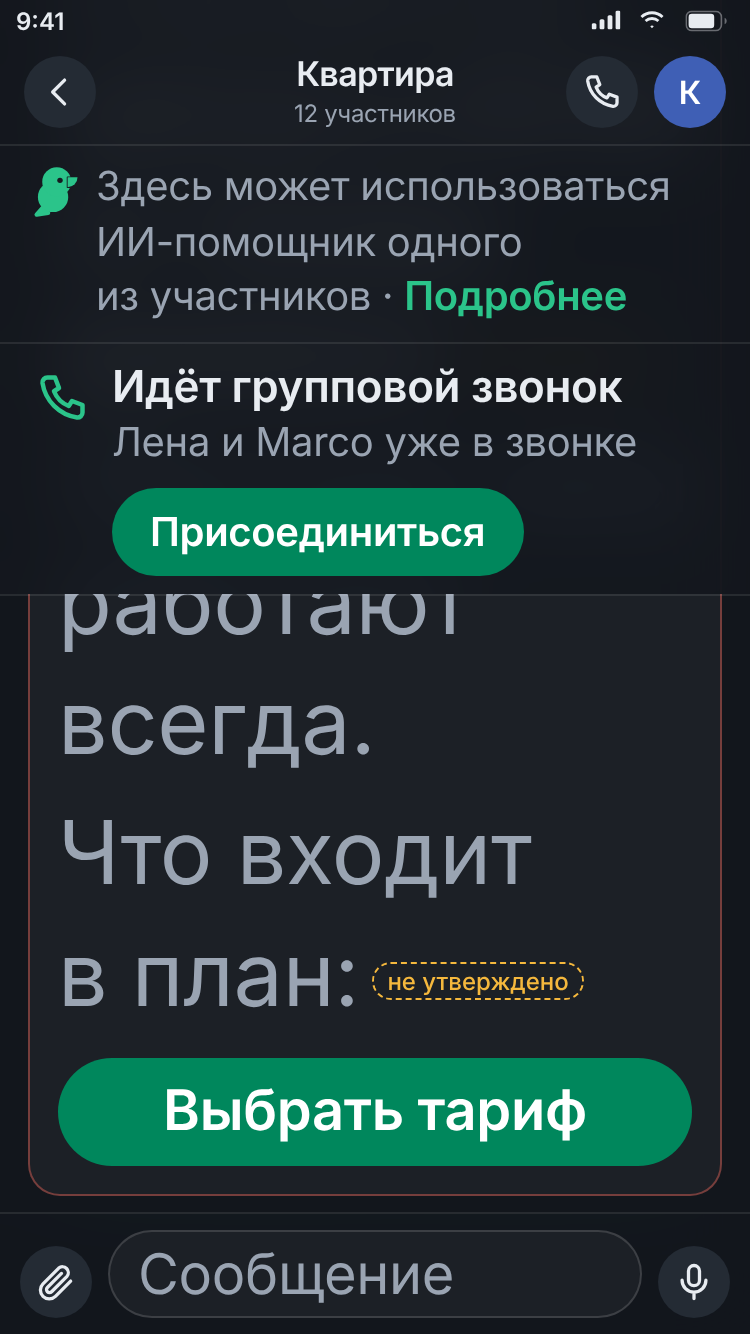 9:41
Квартира
12 участников
К
Здесь может использоваться
ИИ-помощник одного
из участников · Подробнее
Идёт групповой звонок
Лена и Marco уже в звонке
Присоединиться
работают
всегда.
Что входит
в план: не утверждено
Выбрать тариф
Сообщение